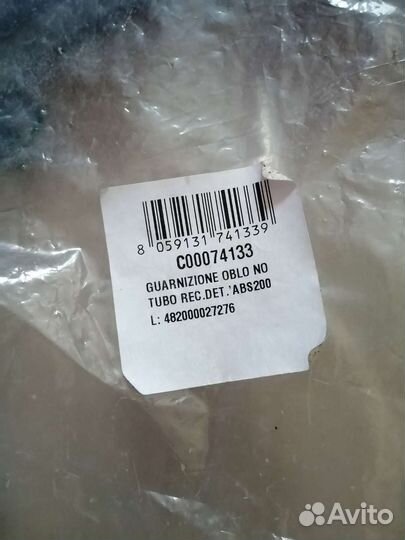 8 059131 741339
C00074133
GUARNIZIONE OBLO NO
TUBO REC.DET.'ABS200
L: 482000027276
Avito